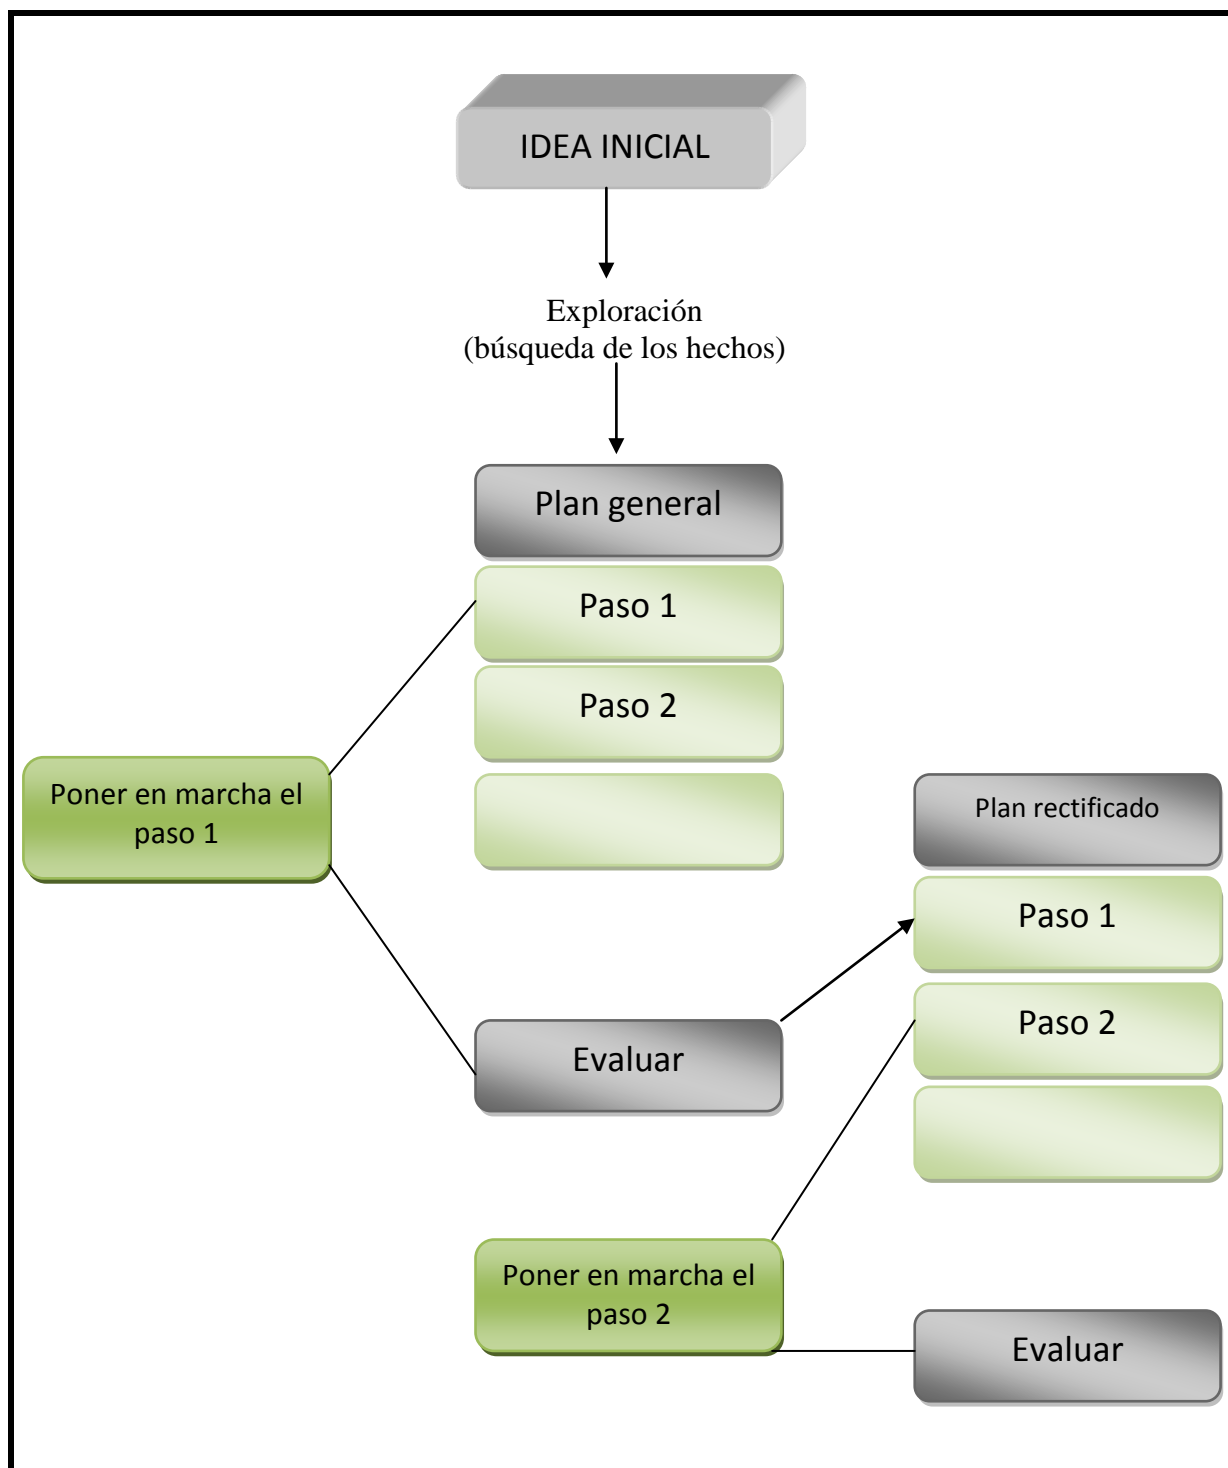 IDEA INICIAL
Exploración
(búsqueda de los hechos)
Plan general
Paso 1
Paso 2
Poner en marcha el
paso 1
Evaluar
Plan rectificado
Paso 1
Paso 2
Poner en marcha el
paso 2
Evaluar